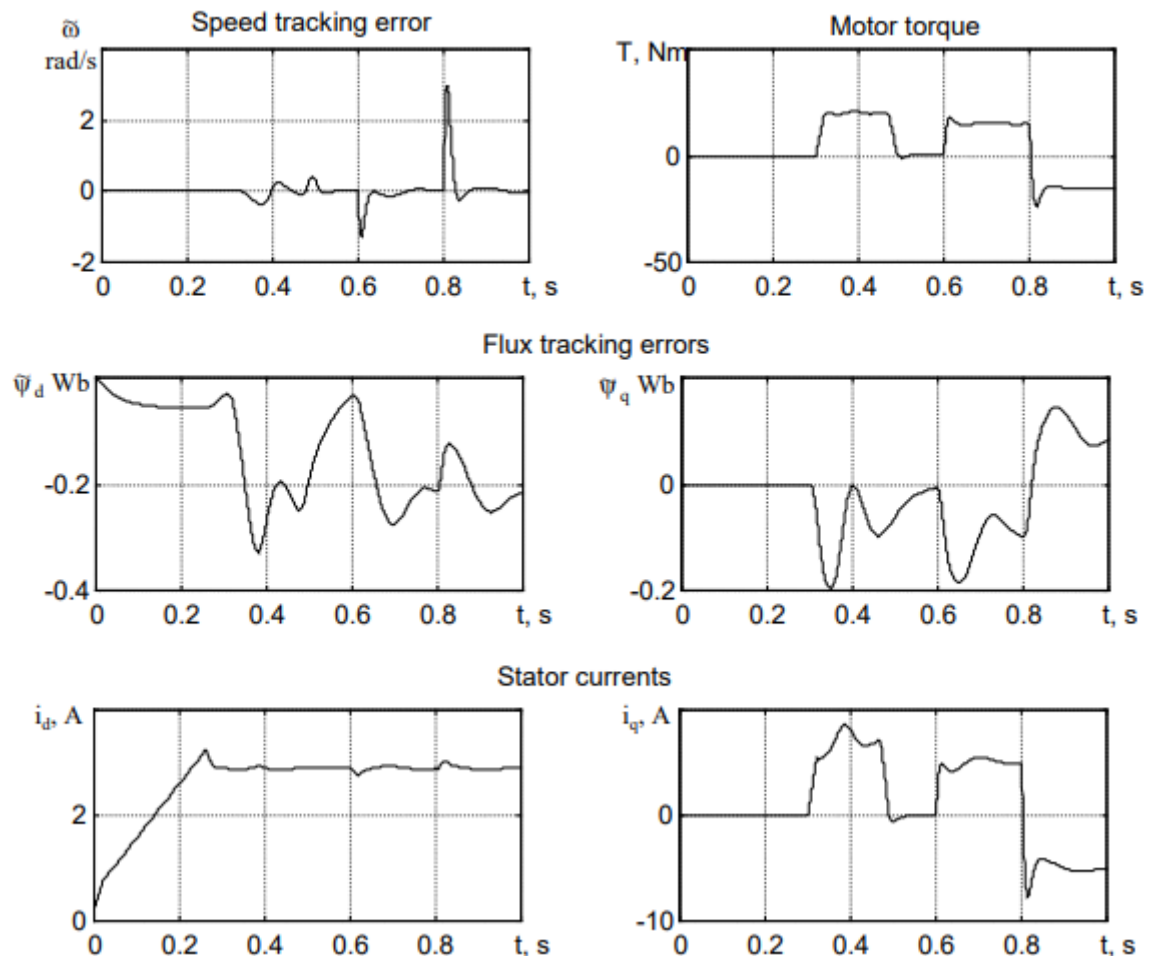 Speed tracking error
ω̃
rad/s
2
0
-2
0 0.2 0.4 0.6 0.8 t, s
Motor torque
T, Nm
0
-50
0 0.2 0.4 0.6 0.8 t, s
Flux tracking errors
ψ̃d Wb
-0.2
-0.4
0 0.2 0.4 0.6 0.8 t, s
ψ̃q Wb
0
-0.2
0 0.2 0.4 0.6 0.8 t, s
Stator currents
id, A
2
0
0 0.2 0.4 0.6 0.8 t, s
iq, A
0
-10
0 0.2 0.4 0.6 0.8 t, s